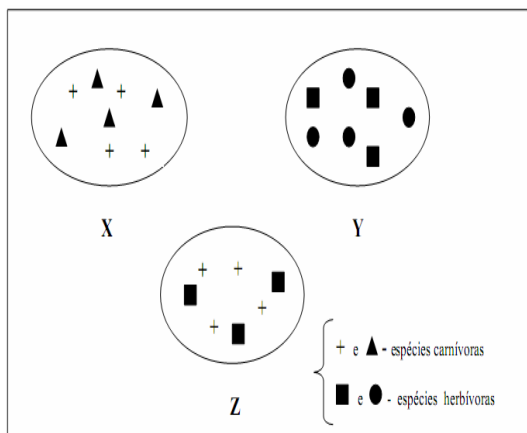 X
Y
Z
+ e ▲ - espécies carnívoras
■ e ● - espécies herbívoras